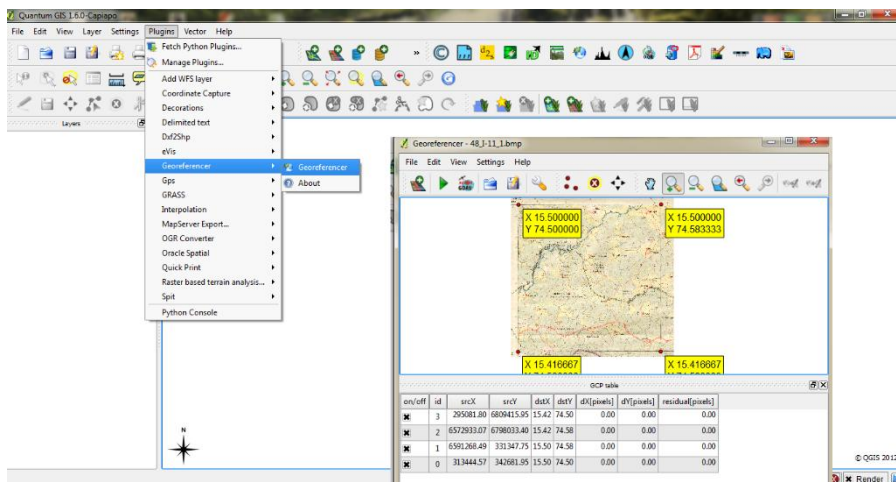 Quantum GIS 1.6.0-Capiapo
File Edit View Layer Settings Plugins Vector Help
Fetch Python Plugins...
Manage Plugins...
Add WFS layer
Coordinate Capture
Decorations
Delimited text
Dxf2Shp
eVis
Georeferencer
Gps
GRASS
Interpolation
MapServer Export...
OGR Converter
Oracle Spatial
Quick Print
Raster based terrain analysis...
Spit
Python Console
Georeferencer
About
Layers
N
Georeferencer - 48_I-11_1.bmp
File Edit View Settings Help
X 15.500000
Y 74.500000
X 15.500000
Y 74.583333
X 15.416667
X 15.416667
GCP table
on/off id srcX srcY dstX dstY dX[pixels] dY[pixels] residual[pixels]
3 295081.80 6809415.95 15.42 74.50 0.00 0.00 0.00
2 6572933.07 6798033.40 15.42 74.58 0.00 0.00 0.00
1 6591268.49 331347.75 15.50 74.58 0.00 0.00 0.00
0 313444.57 342681.95 15.50 74.50 0.00 0.00 0.00
© QGIS 2012
Render